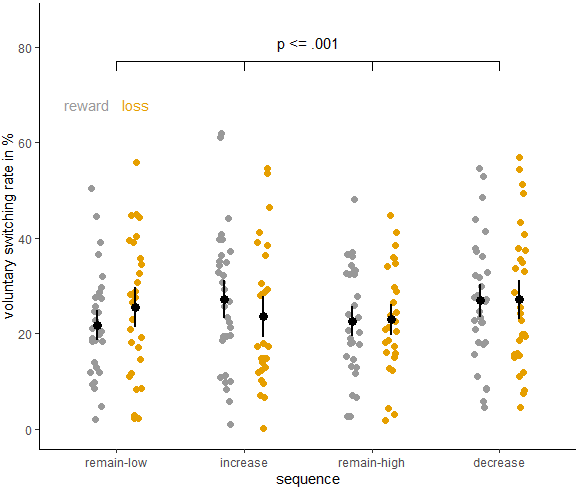 p <= .001
80
reward loss
60
voluntary switching rate in %
40
20
0
remain-low increase remain-high decrease
sequence